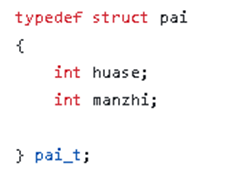 typedef struct pai
{
    int huase;
    int manzhi;

} pai_t;